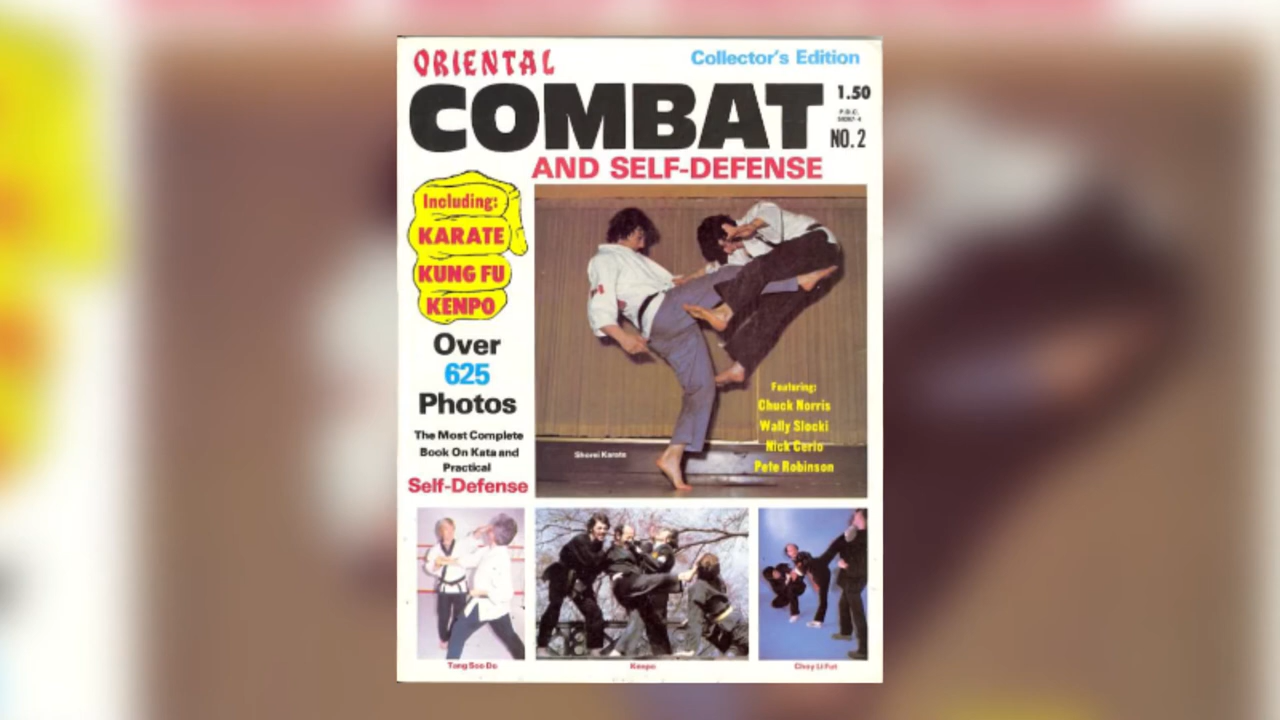 ORIENTAL
Collector's Edition
COMBAT
1.50
NO. 2
AND SELF-DEFENSE
Including:
KARATE
KUNG FU
KENPO
Over
625
Photos
The Most Complete
Book On Kata and
Practical
Self-Defense
Featuring:
Chuck Norris
Wally Slocki
Nick Cerio
Pete Robinson
Shorei Karate
Tang Soo Do
Kenpo
Choy Li Fut